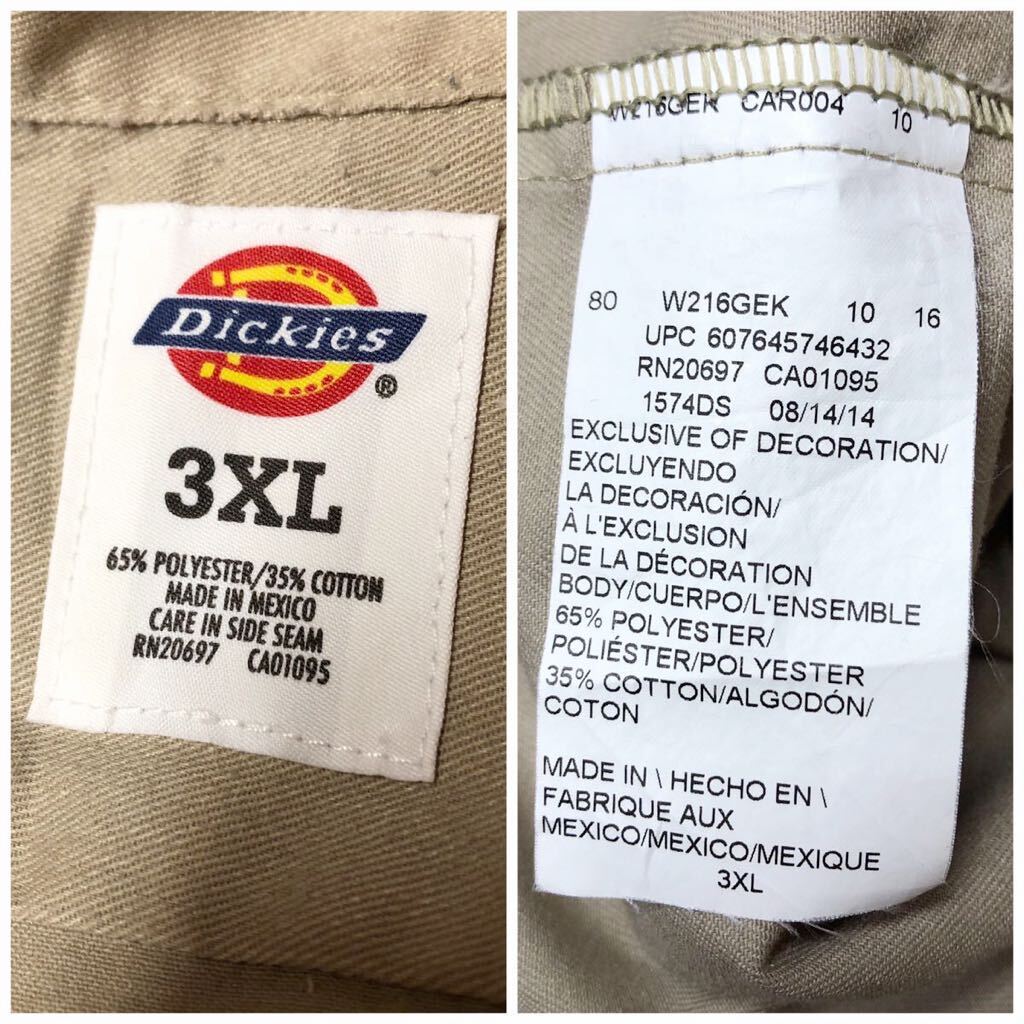 Dickies
®
3XL
65% POLYESTER/35% COTTON
MADE IN MEXICO
CARE IN SIDE SEAM
RN20697 CA01095
W216GEK CAR004 10
80 W216GEK 10 16
UPC 607645746432
RN20697 CA01095
1574DS 08/14/14
EXCLUSIVE OF DECORATION/
EXCLUYENDO
LA DECORACIÓN/
À L'EXCLUSION
DE LA DÉCORATION
BODY/CUERPO/L'ENSEMBLE
65% POLYESTER/
POLIÉSTER/POLYESTER
35% COTTON/ALGODÓN/
COTON
MADE IN \ HECHO EN \
FABRIQUE AUX
MEXICO/MEXICO/MEXIQUE
3XL